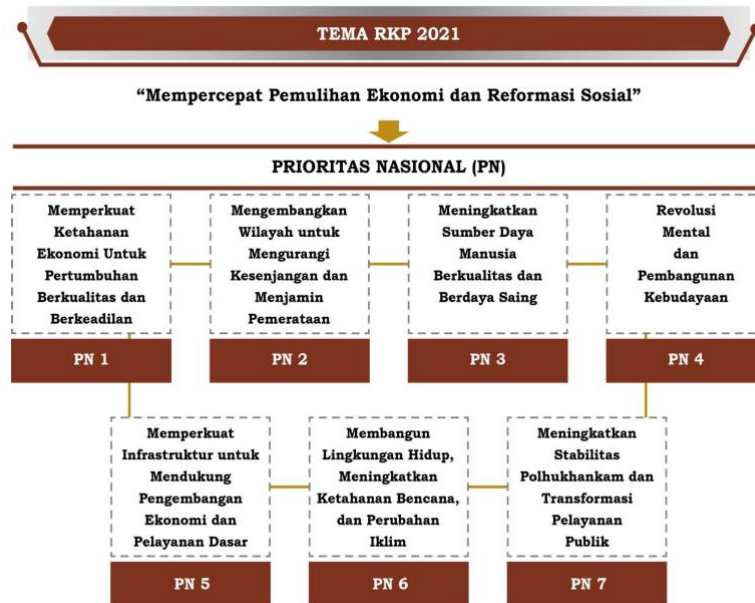 TEMA RKP 2021
“Mempercepat Pemulihan Ekonomi dan Reformasi Sosial”
PRIORITAS NASIONAL (PN)
Memperkuat
Ketahanan
Ekonomi Untuk
Pertumbuhan
Berkualitas dan
Berkeadilan
PN 1
Mengembangkan
Wilayah untuk
Mengurangi
Kesenjangan dan
Menjamin
Pemerataan
PN 2
Meningkatkan
Sumber Daya
Manusia
Berkualitas dan
Berdaya Saing
PN 3
Revolusi
Mental
dan
Pembangunan
Kebudayaan
PN 4
Memperkuat
Infrastruktur untuk
Mendukung
Pengembangan
Ekonomi dan
Pelayanan Dasar
PN 5
Membangun
Lingkungan Hidup,
Meningkatkan
Ketahanan Bencana,
dan Perubahan
Iklim
PN 6
Meningkatkan
Stabilitas
Polhukhankam dan
Transformasi
Pelayanan
Publik
PN 7